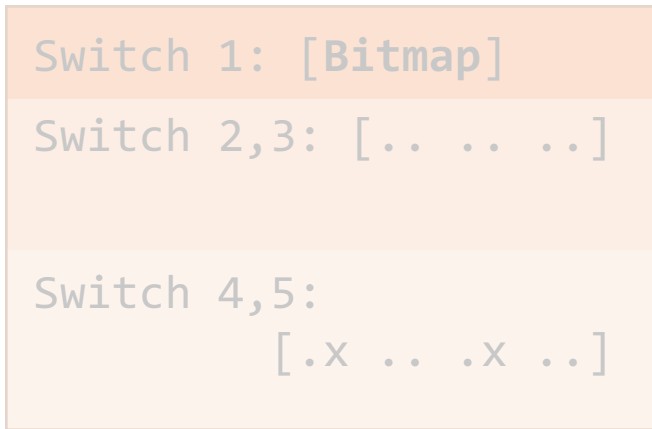 Switch 1: [Bitmap]
Switch 2,3: [.. .. ..]
Switch 4,5:
[.x .. .x ..]